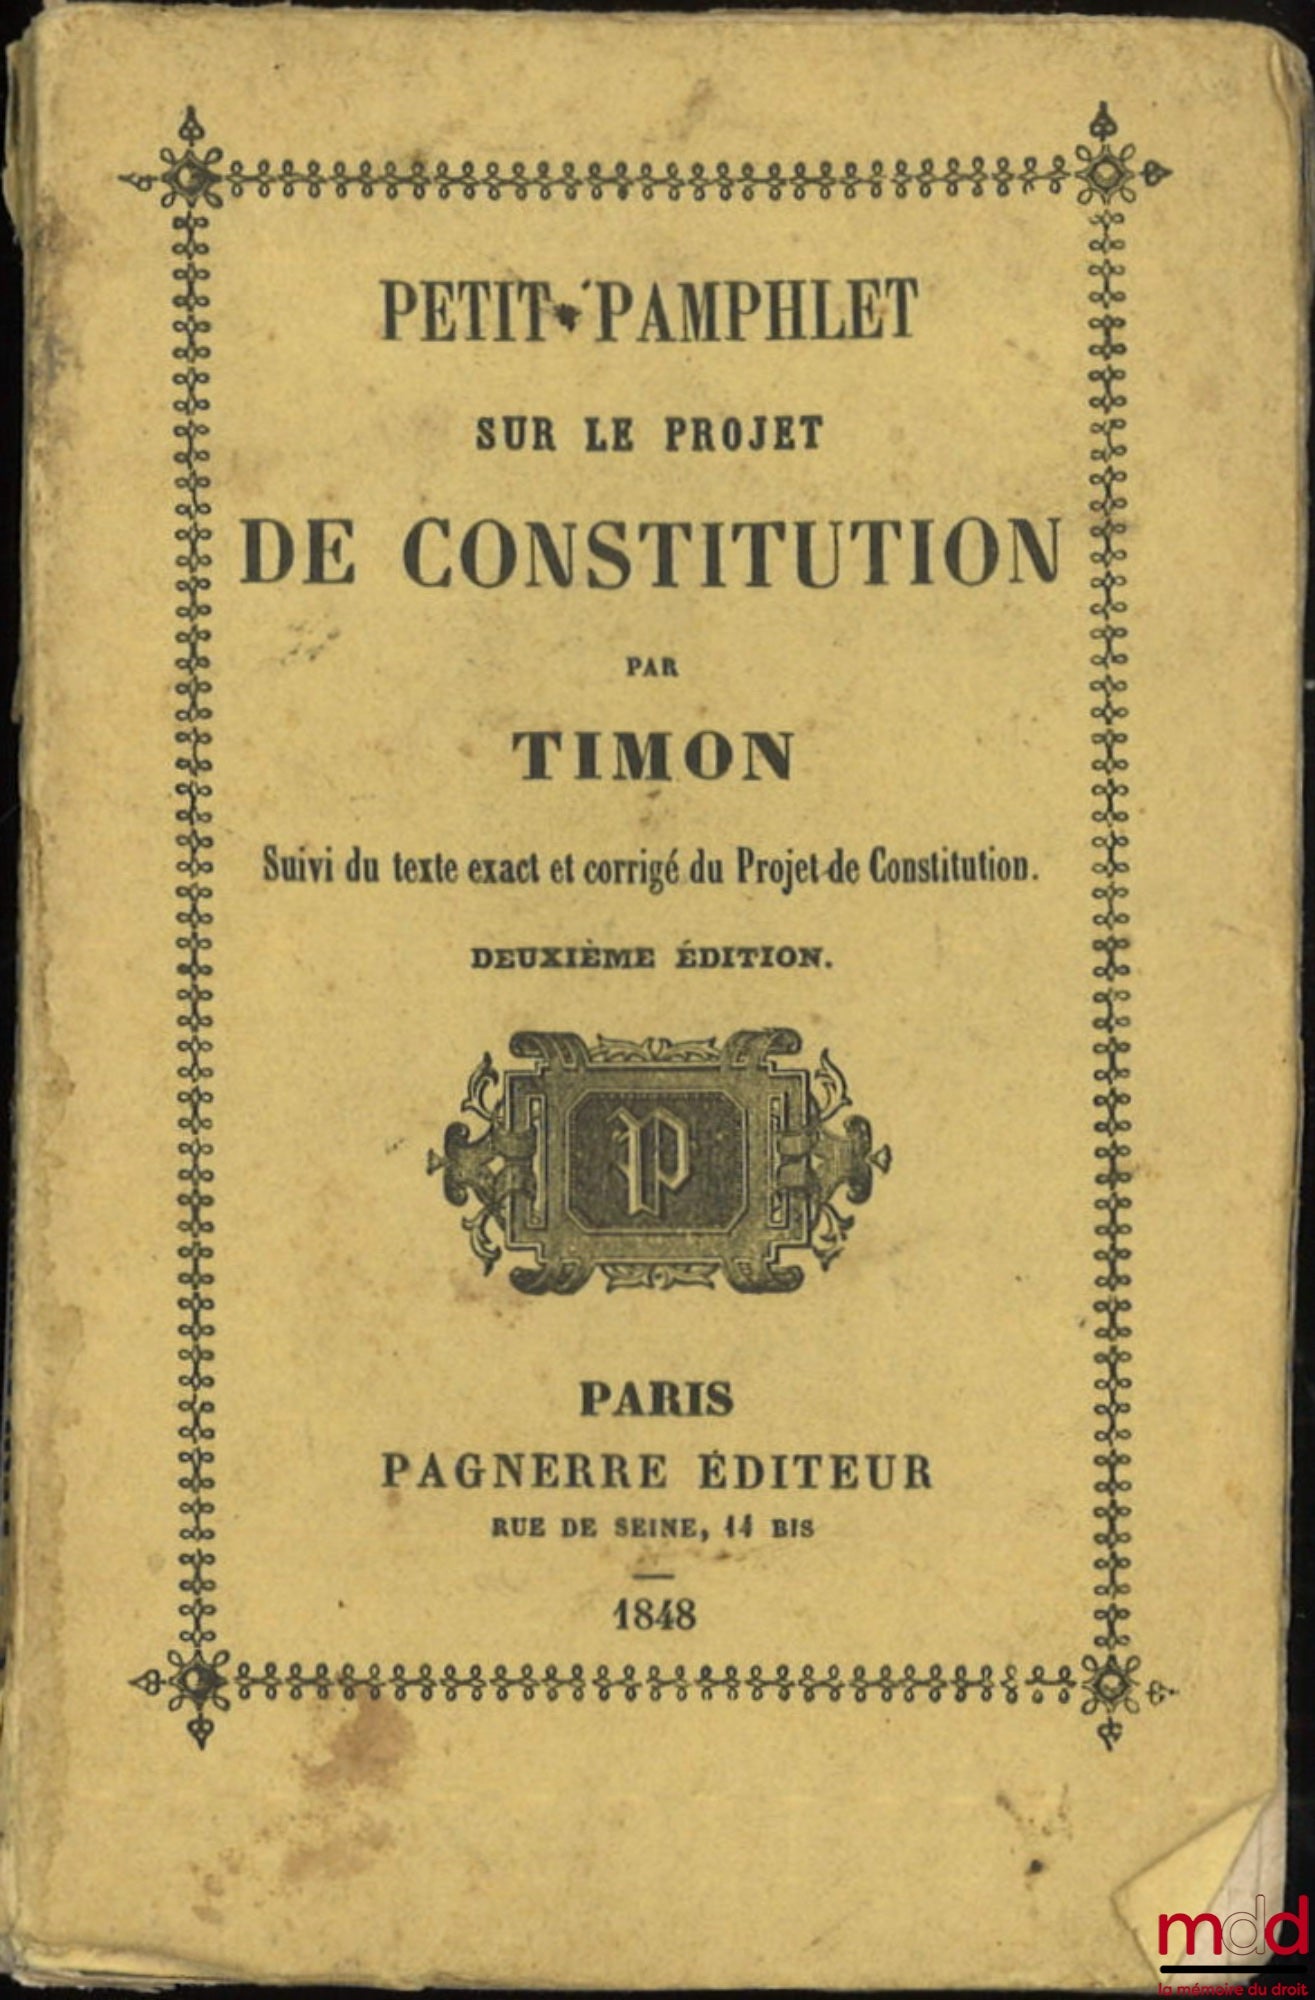 PETIT PAMPHLET
SUR LE PROJET
DE CONSTITUTION
PAR
TIMON
Suivi du texte exact et corrigé du Projet de Constitution.
DEUXIÈME ÉDITION.
P
PARIS
PAGNERRE ÉDITEUR
RUE DE SEINE, 14 BIS
1848
mdd
la mémoire du droit